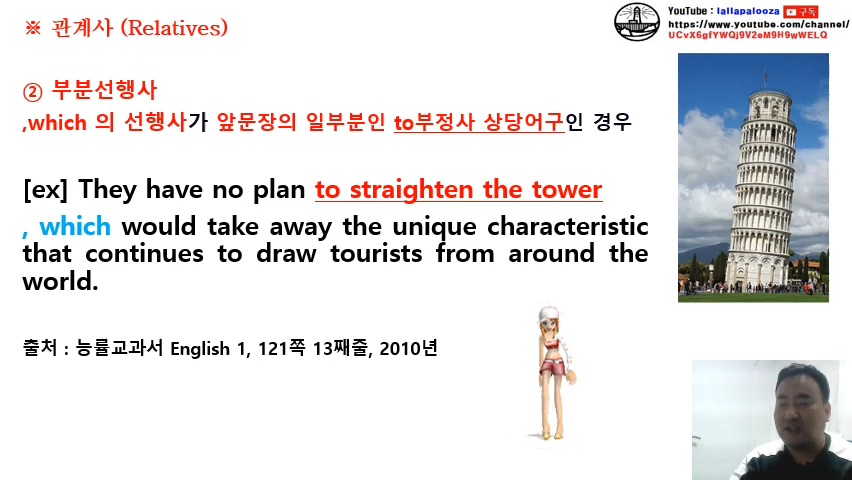 ※ 관계사 (Relatives)
YouTube : lallapalooza 구독
https://www.youtube.com/channel/
UCvX6gfYWQj9V2eM9H9wWELQ
② 부분선행사
,which 의 선행사가 앞문장의 일부분인 to부정사 상당어구인 경우
[ex] They have no plan to straighten the tower
, which would take away the unique characteristic
that continues to draw tourists from around the
world.
출처 : 능률교과서 English 1, 121쪽 13째줄, 2010년